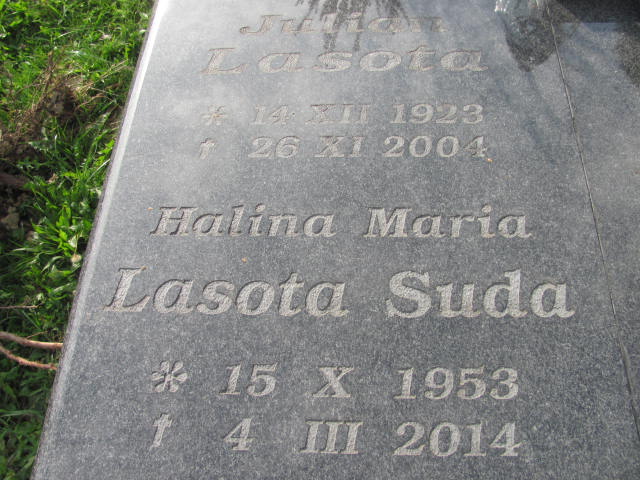 Julian
Lasota
* 14 XII 1923
† 26 XI 2004
Halina Maria
Lasota Suda
* 15 X 1953
† 4 III 2014